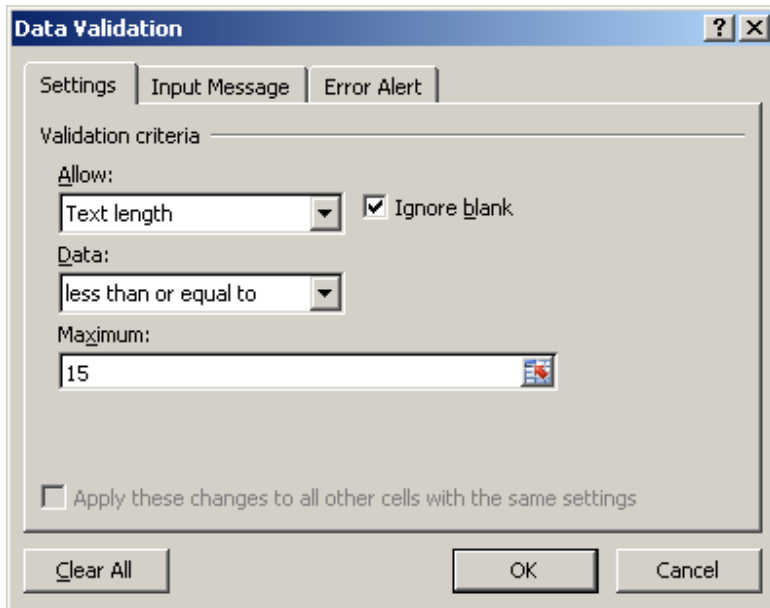 Data Validation
Settings Input Message Error Alert
Validation criteria
Allow:
Text length Ignore blank
Data:
less than or equal to
Maximum:
15
Apply these changes to all other cells with the same settings
Clear All OK Cancel